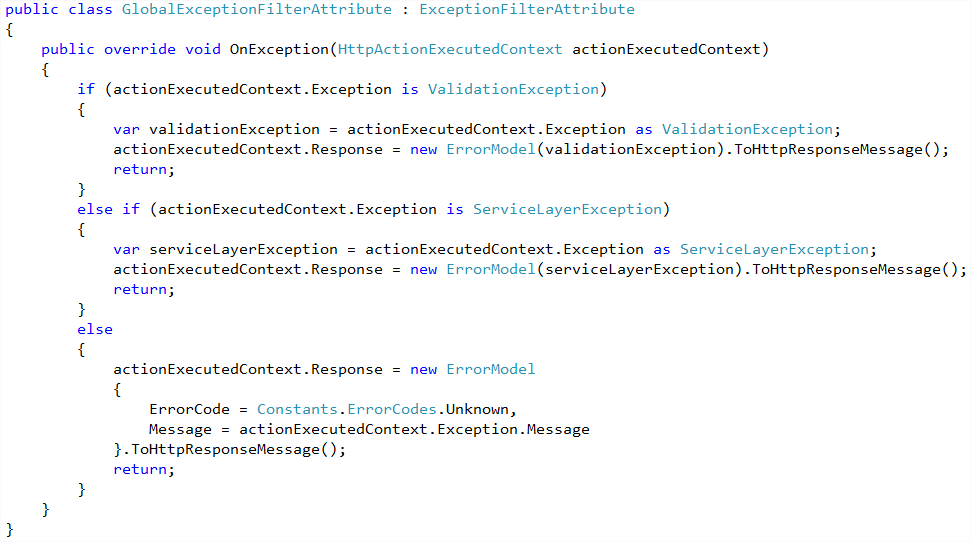 public class GlobalExceptionFilterAttribute : ExceptionFilterAttribute
{
    public override void OnException(HttpActionExecutedContext actionExecutedContext)
    {
        if (actionExecutedContext.Exception is ValidationException)
        {
            var validationException = actionExecutedContext.Exception as ValidationException;
            actionExecutedContext.Response = new ErrorModel(validationException).ToHttpResponseMessage();
            return;
        }
        else if (actionExecutedContext.Exception is ServiceLayerException)
        {
            var serviceLayerException = actionExecutedContext.Exception as ServiceLayerException;
            actionExecutedContext.Response = new ErrorModel(serviceLayerException).ToHttpResponseMessage();
            return;
        }
        else
        {
            actionExecutedContext.Response = new ErrorModel
            {
                ErrorCode = Constants.ErrorCodes.Unknown,
                Message = actionExecutedContext.Exception.Message
            }.ToHttpResponseMessage();
            return;
        }
    }
}